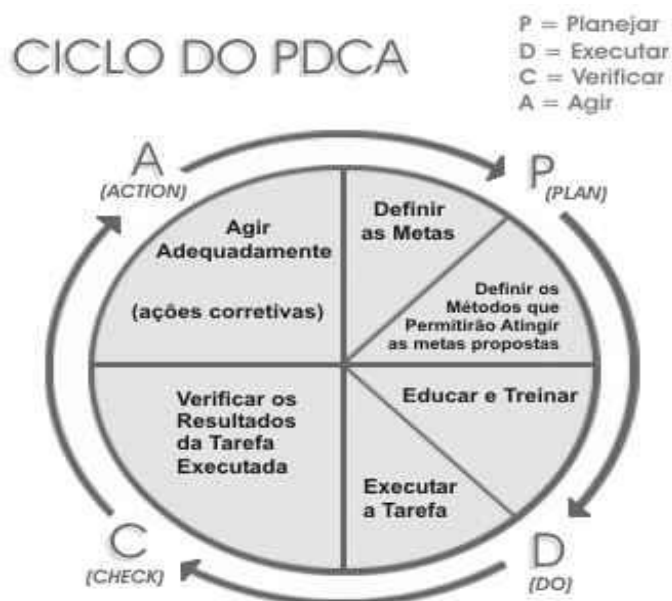 CICLO DO PDCA
P = Planejar
D = Executar
C = Verificar
A = Agir
A
(ACTION)
P
(PLAN)
Agir
Adequadamente
(ações corretivas)
Definir
as Metas
Definir os
Métodos que
Permitirão Atingir
as metas propostas
Verificar os
Resultados
da Tarefa
Executada
Educar e Treinar
Executar
a Tarefa
C
(CHECK)
D
(DO)